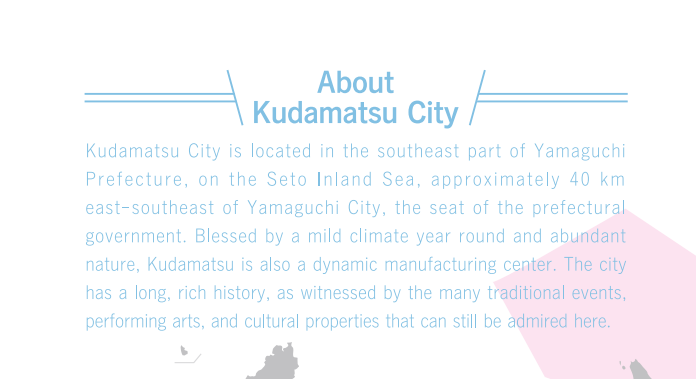 About
Kudamatsu City
Kudamatsu City is located in the southeast part of Yamaguchi
Prefecture, on the Seto Inland Sea, approximately 40 km
east-southeast of Yamaguchi City, the seat of the prefectural
government. Blessed by a mild climate year round and abundant
nature, Kudamatsu is also a dynamic manufacturing center. The city
has a long, rich history, as witnessed by the many traditional events,
performing arts, and cultural properties that can still be admired here.